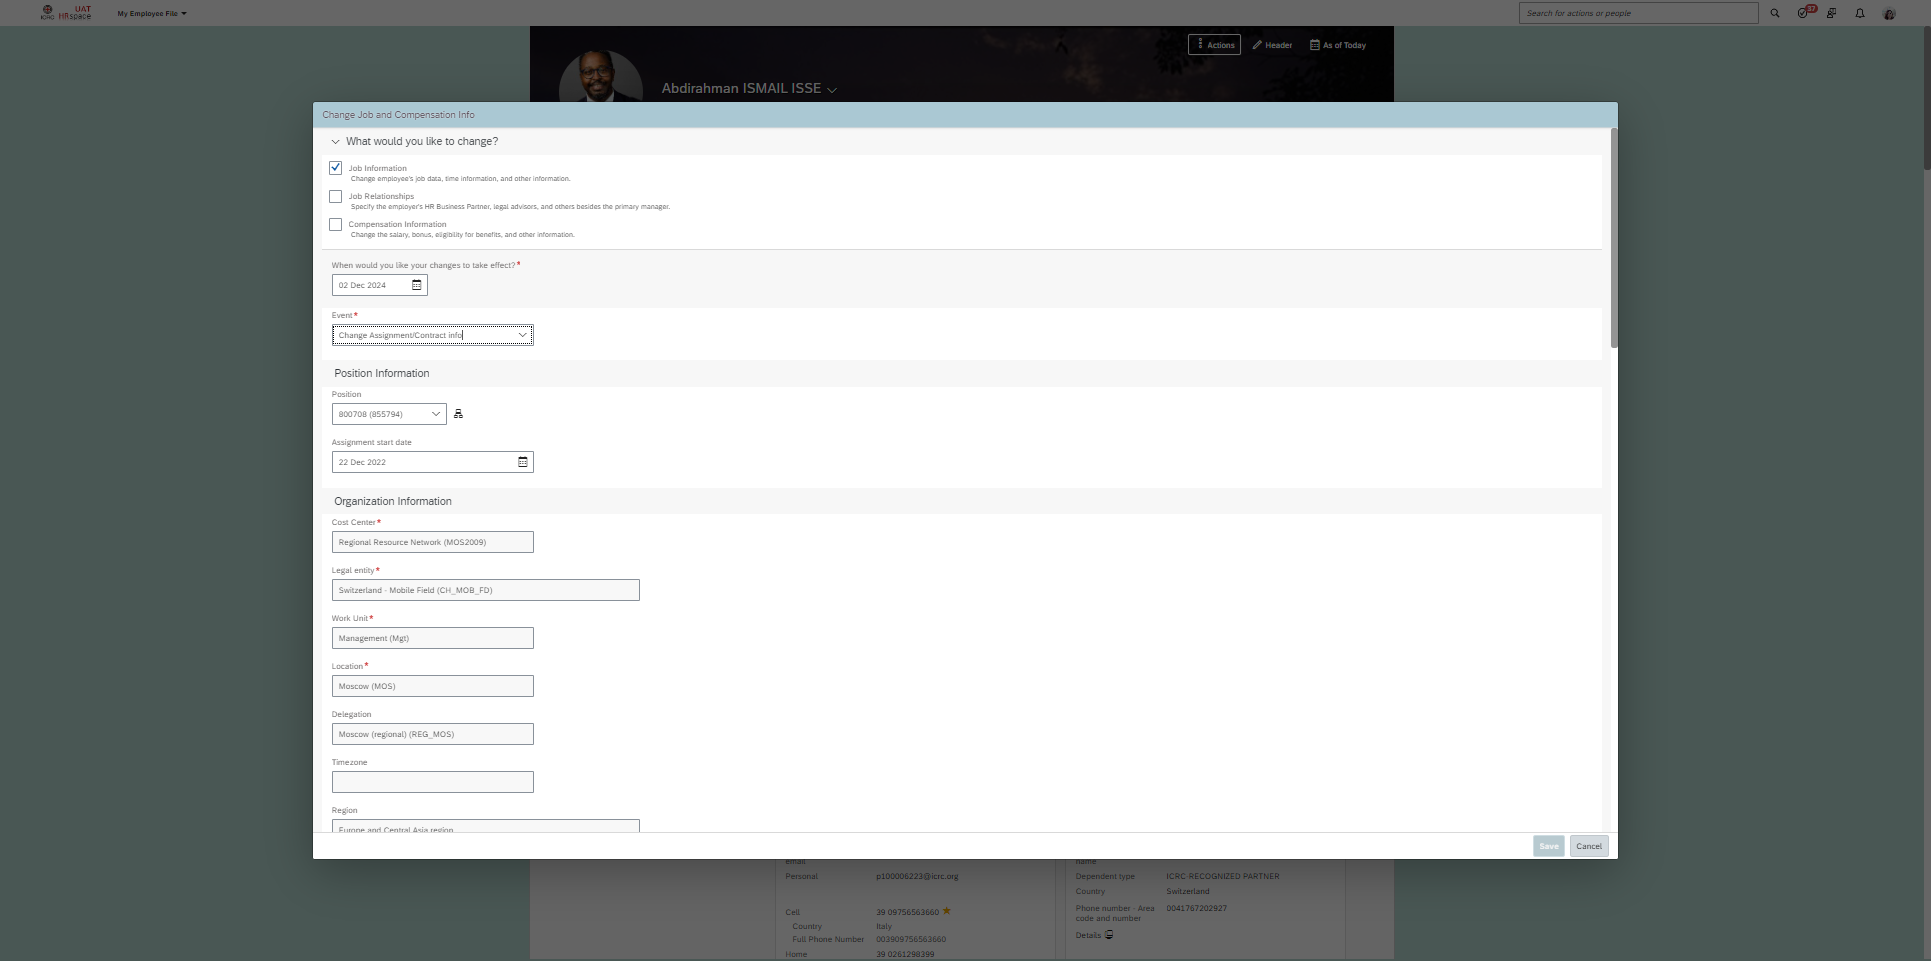 ICRC
UAT
HRspace
My Employee File
Search for actions or people
37
Actions
Header
As of Today
Abdirahman ISMAIL ISSE
Change Job and Compensation Info
What would you like to change?
Job Information
Change employee's job data, time information, and other information.
Job Relationships
Specify the employer's HR Business Partner, legal advisors, and others besides the primary manager.
Compensation Information
Change the salary, bonus, eligibility for benefits, and other information.
When would you like your changes to take effect?*
02 Dec 2024
Event*
Change Assignment/Contract info
Position Information
Position
800708 (855794)
Assignment start date
22 Dec 2022
Organization Information
Cost Center*
Regional Resource Network (MOS2009)
Legal entity*
Switzerland - Mobile Field (CH_MOB_FD)
Work Unit*
Management (Mgt)
Location*
Moscow (MOS)
Delegation
Moscow (regional) (REG_MOS)
Timezone
Region
Europe and Central Asia region
Save
Cancel
email
Personal
p100006223@icrc.org
Cell
39 09756563660
Country
Italy
Full Phone Number
003909756563660
Home
39 0261298399
name
Dependent type
ICRC-RECOGNIZED PARTNER
Country
Switzerland
Phone number - Area
code and number
0041767202927
Details